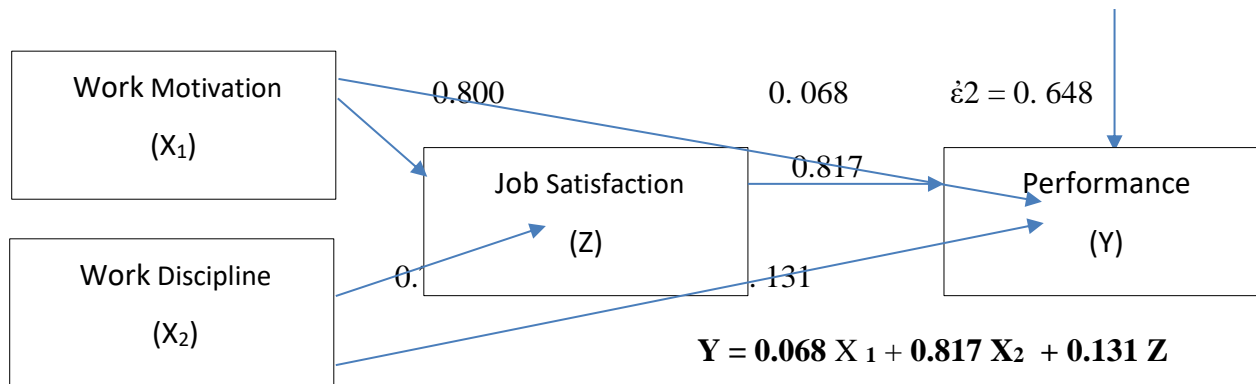 Work Motivation
(X₁)
0.800
0. 068
ἐ2 = 0. 648
Job Satisfaction
(Z)
0.817
Performance
(Y)
Work Discipline
(X₂)
0.
. 131
Y = 0.068 X ₁ + 0.817 X₂ + 0.131 Z